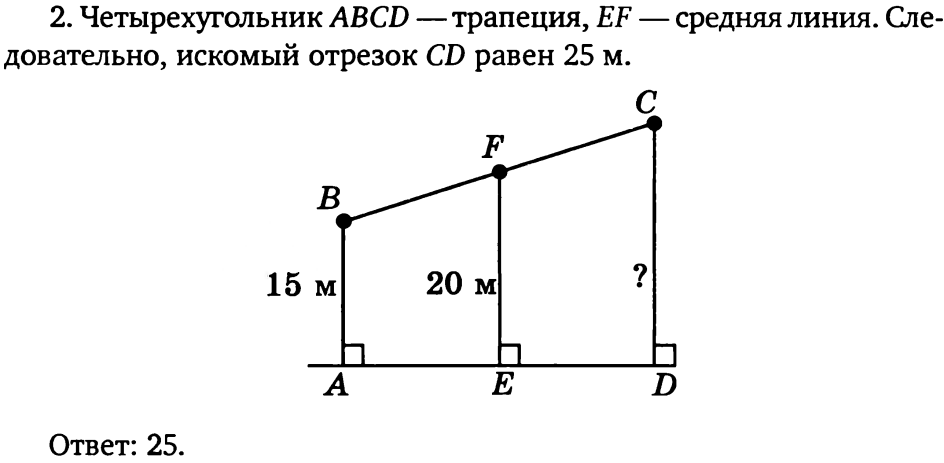 2. Четырехугольник ABCD — трапеция, EF — средняя линия. Сле-
довательно, искомый отрезок CD равен 25 м.
C
F
B
15 м
20 м
?
A
E
D
Ответ: 25.